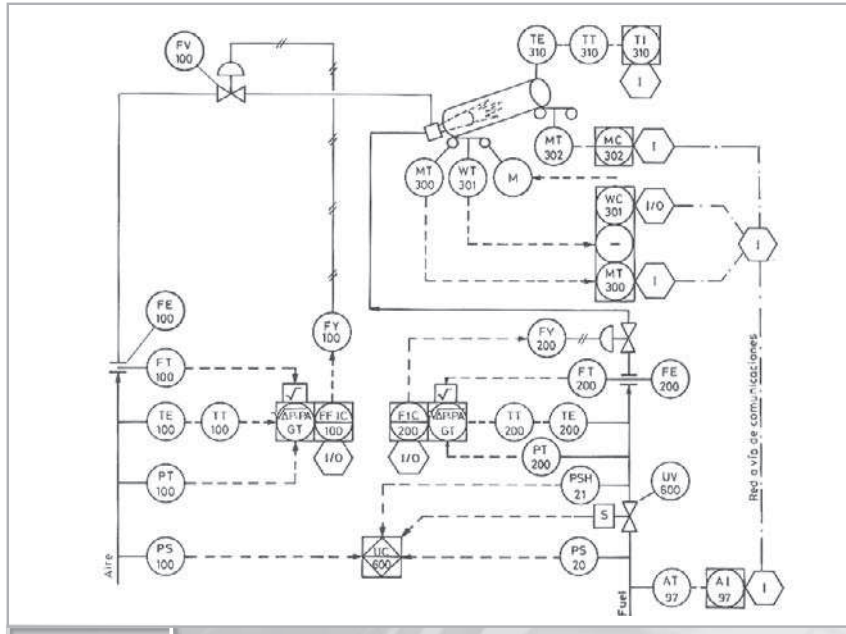 FV
100
TE
310
TT
310
TI
310
I
MT
302
MC
302
I
MT
300
WT
301
M
WC
301
I/O
I
MT
300
I
FE
100
FY
100
FY
200
FT
100
FT
200
FE
200
√
√
TE
100
TT
100
GT
FFIC
100
FIC
200
GT
TT
200
TE
200
I/O
I/O
PT
200
PT
100
PSH
21
UV
600
S
PS
100
UC
600
PS
20
Aire
Fuel
AT
97
AI
97
I
Red o vía de comunicaciones